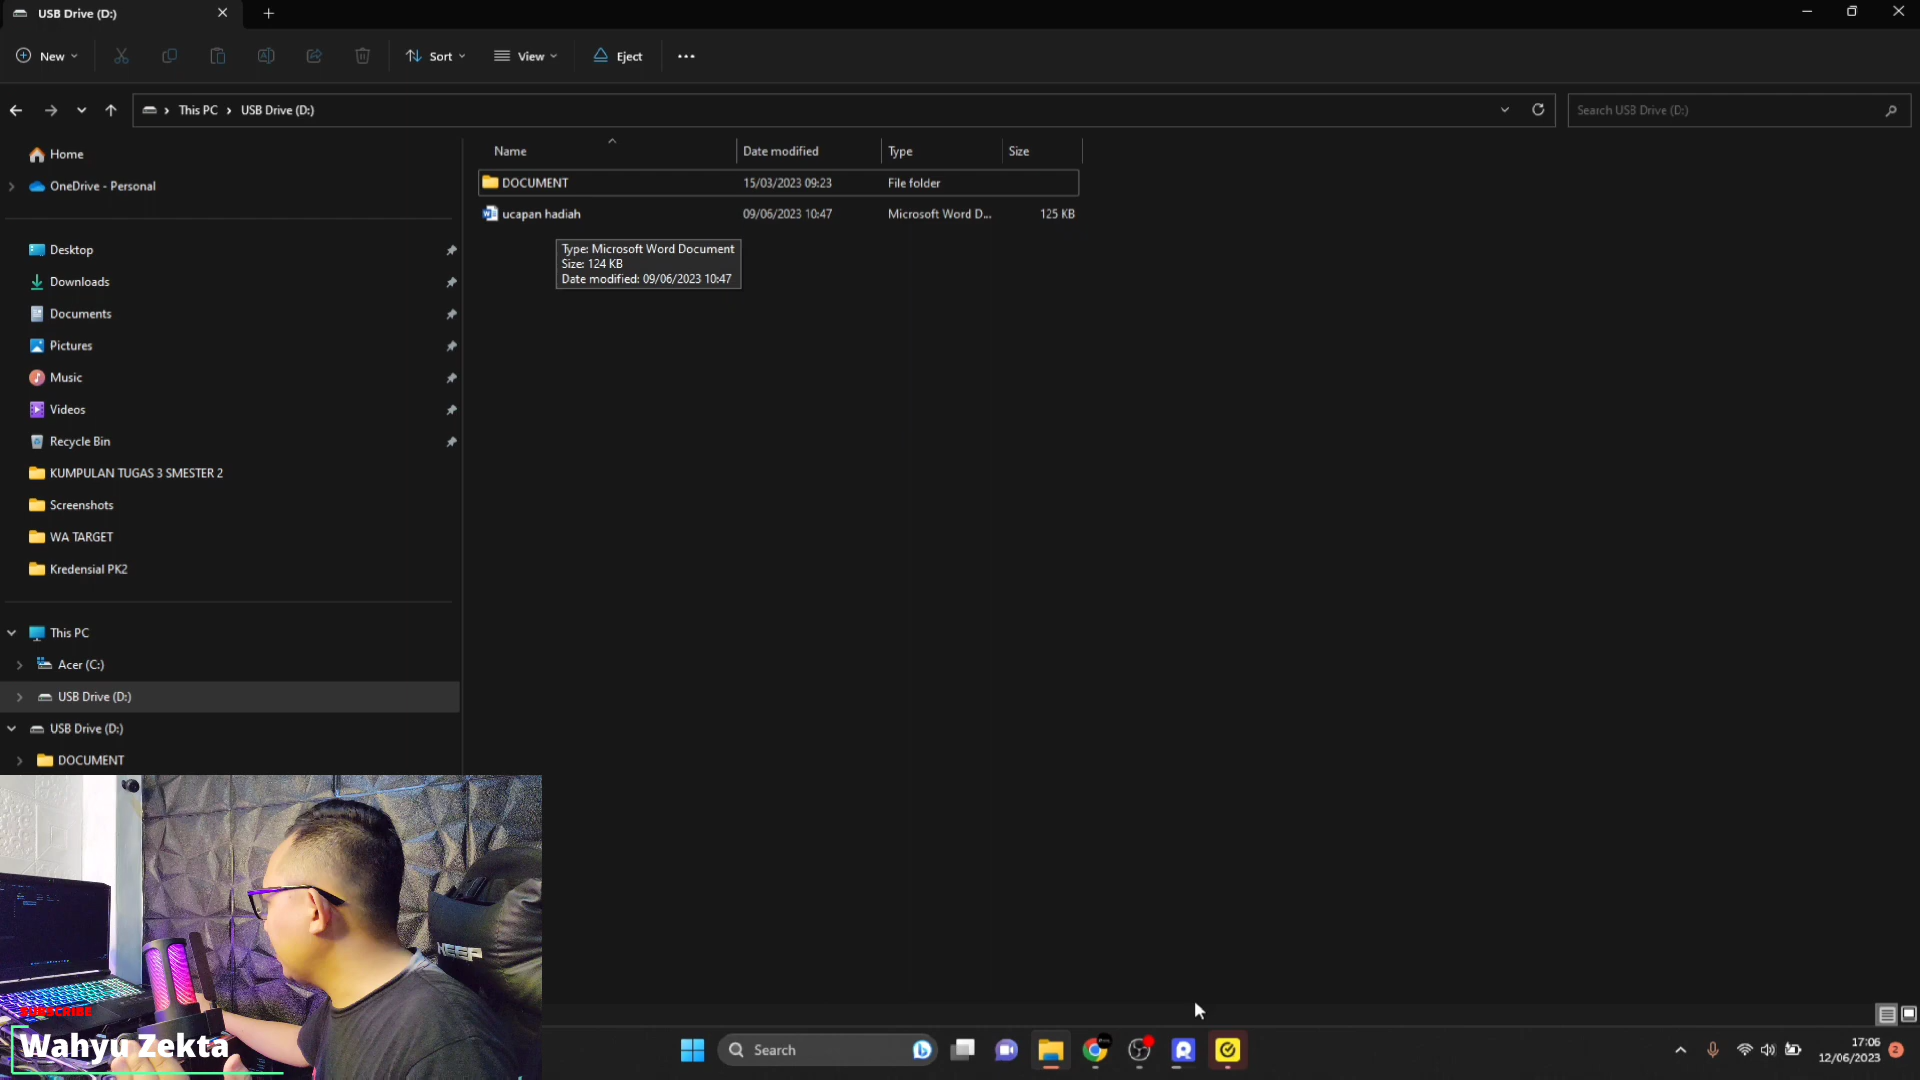 USB Drive (D:)
New
Sort
View
Eject
This PC
USB Drive (D:)
Search USB Drive (D:)
Home
OneDrive - Personal
Desktop
Downloads
Documents
Pictures
Music
Videos
Recycle Bin
KUMPULAN TUGAS 3 SMESTER 2
Screenshots
WA TARGET
Kredensial PK2
This PC
Acer (C:)
USB Drive (D:)
USB Drive (D:)
DOCUMENT
Name Date modified Type Size
DOCUMENT 15/03/2023 09:23 File folder
ucapan hadiah 09/06/2023 10:47 Microsoft Word D... 125 KB
Type: Microsoft Word Document
Size: 124 KB
Date modified: 09/06/2023 10:47
KEEP
SUBSCRIBE
Wahyu Zekta
Search
17:06
12/06/2023
2